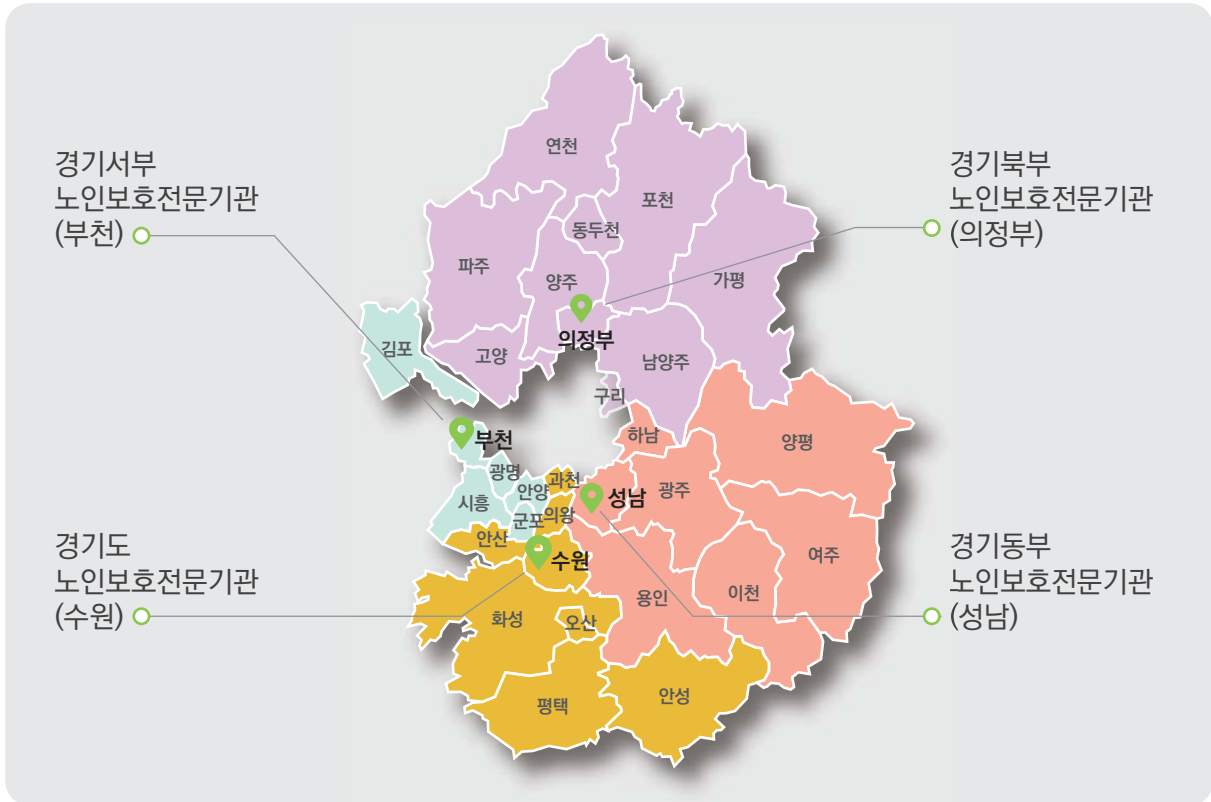 경기서부
노인보호전문기관
(부천)
경기북부
노인보호전문기관
(의정부)
경기도
노인보호전문기관
(수원)
경기동부
노인보호전문기관
(성남)
연천
포천
동두천
파주
양주
가평
의정부
김포
고양
남양주
구리
하남
부천
양평
광명
과천
안양
성남
광주
시흥
군포
의왕
안산
수원
여주
이천
용인
화성
오산
안성
평택